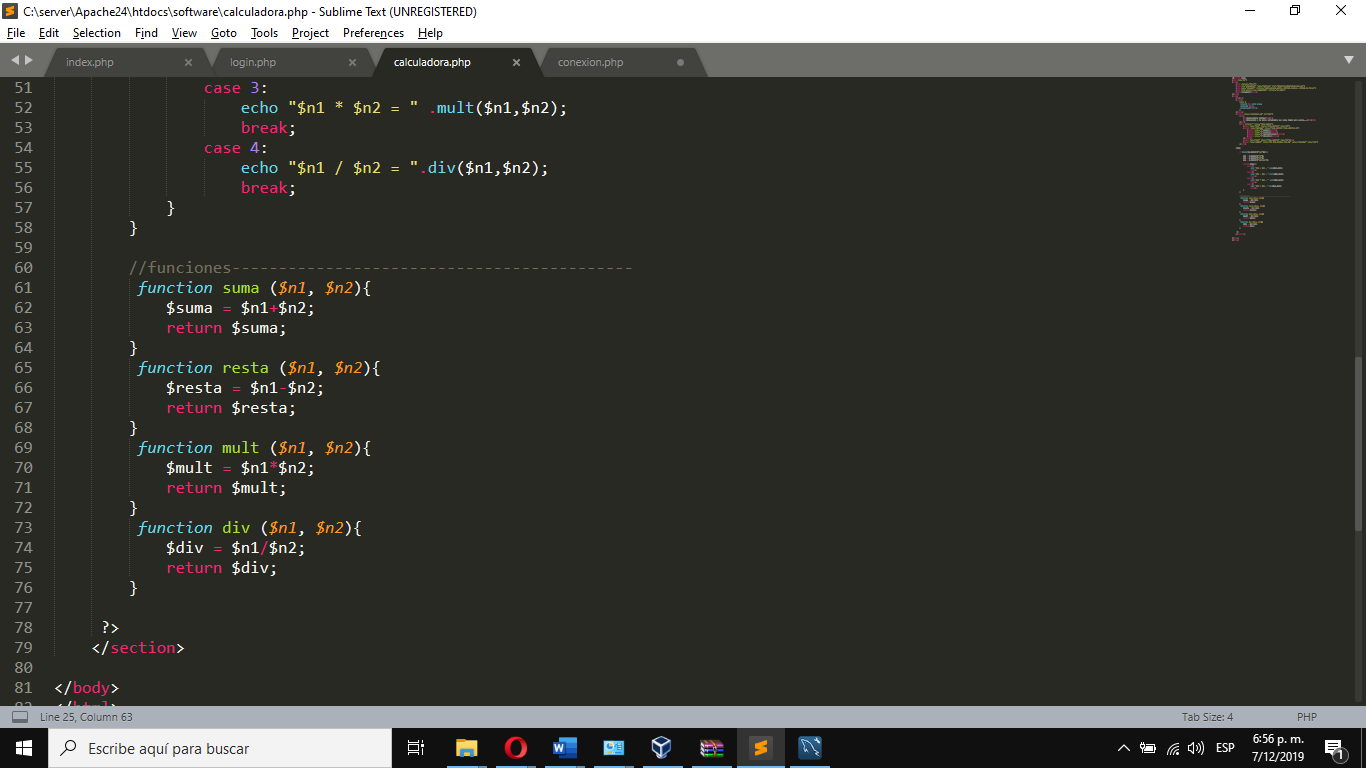 C:\server\Apache24\htdocs\software\calculadora.php - Sublime Text (UNREGISTERED)
File Edit Selection Find View Goto Tools Project Preferences Help
index.php × login.php × calculadora.php × conexion.php
51 case 3:
52 echo "$n1 * $n2 = " .mult($n1,$n2);
53 break;
54 case 4:
55 echo "$n1 / $n2 = ".div($n1,$n2);
56 break;
57 }
58 }
59
60 //funciones-------------------------------------------
61 function suma ($n1, $n2){
62 $suma = $n1+$n2;
63 return $suma;
64 }
65 function resta ($n1, $n2){
66 $resta = $n1-$n2;
67 return $resta;
68 }
69 function mult ($n1, $n2){
70 $mult = $n1*$n2;
71 return $mult;
72 }
73 function div ($n1, $n2){
74 $div = $n1/$n2;
75 return $div;
76 }
77
78 ?>
79 </section>
80
81 </body>
82 </html>
Line 25, Column 63 Tab Size: 4 PHP
Escribe aquí para buscar
ESP
6:56 p. m.
7/12/2019
1